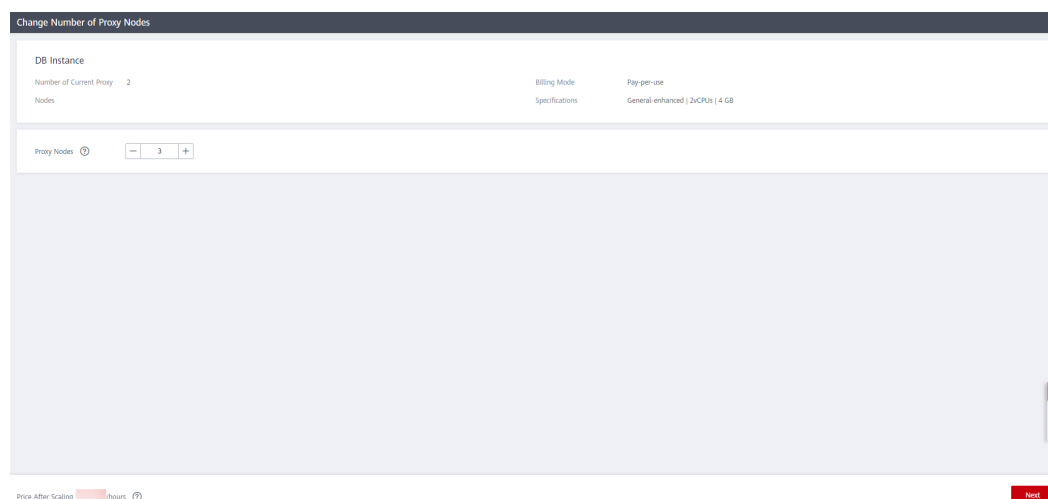 Change Number of Proxy Nodes
DB Instance
Number of Current Proxy Nodes 2
Billing Mode Pay-per-use
Specifications General-enhanced | 2vCPUs | 4 GB
Proxy Nodes ? − 3 +
Price After Scaling /hours ?
Next